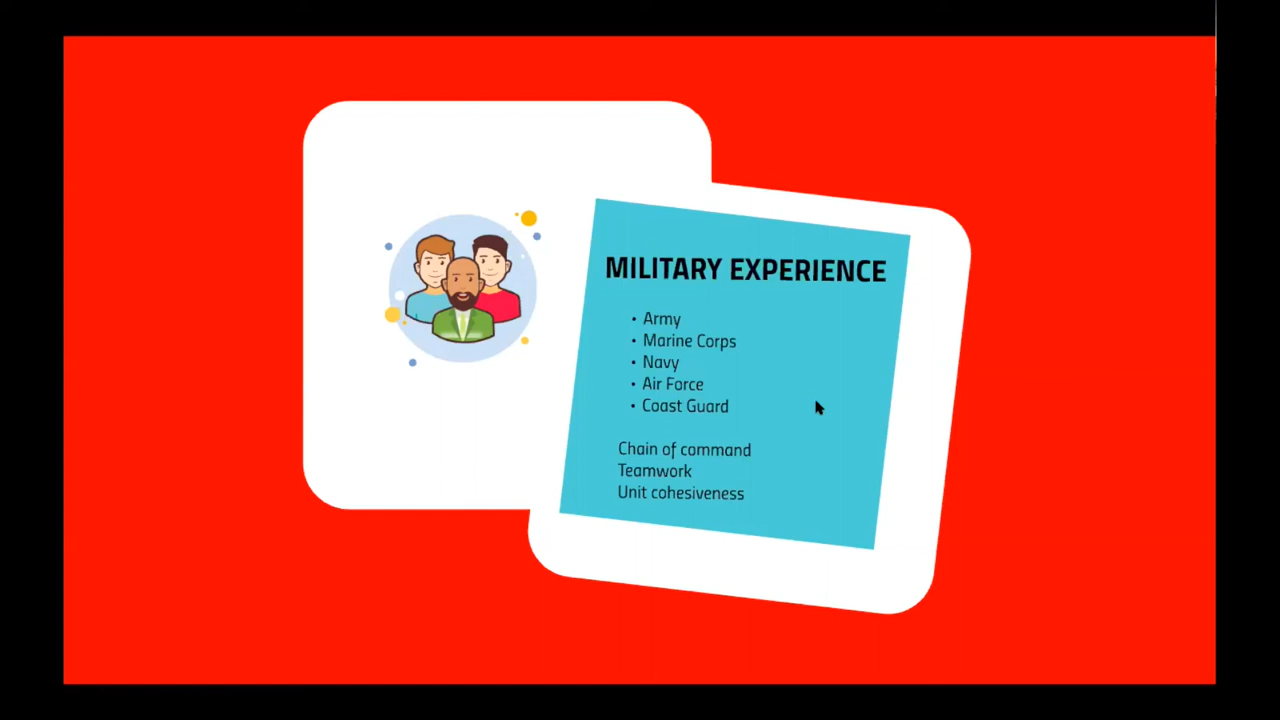 MILITARY EXPERIENCE
• Army
• Marine Corps
• Navy
• Air Force
• Coast Guard
Chain of command
Teamwork
Unit cohesiveness